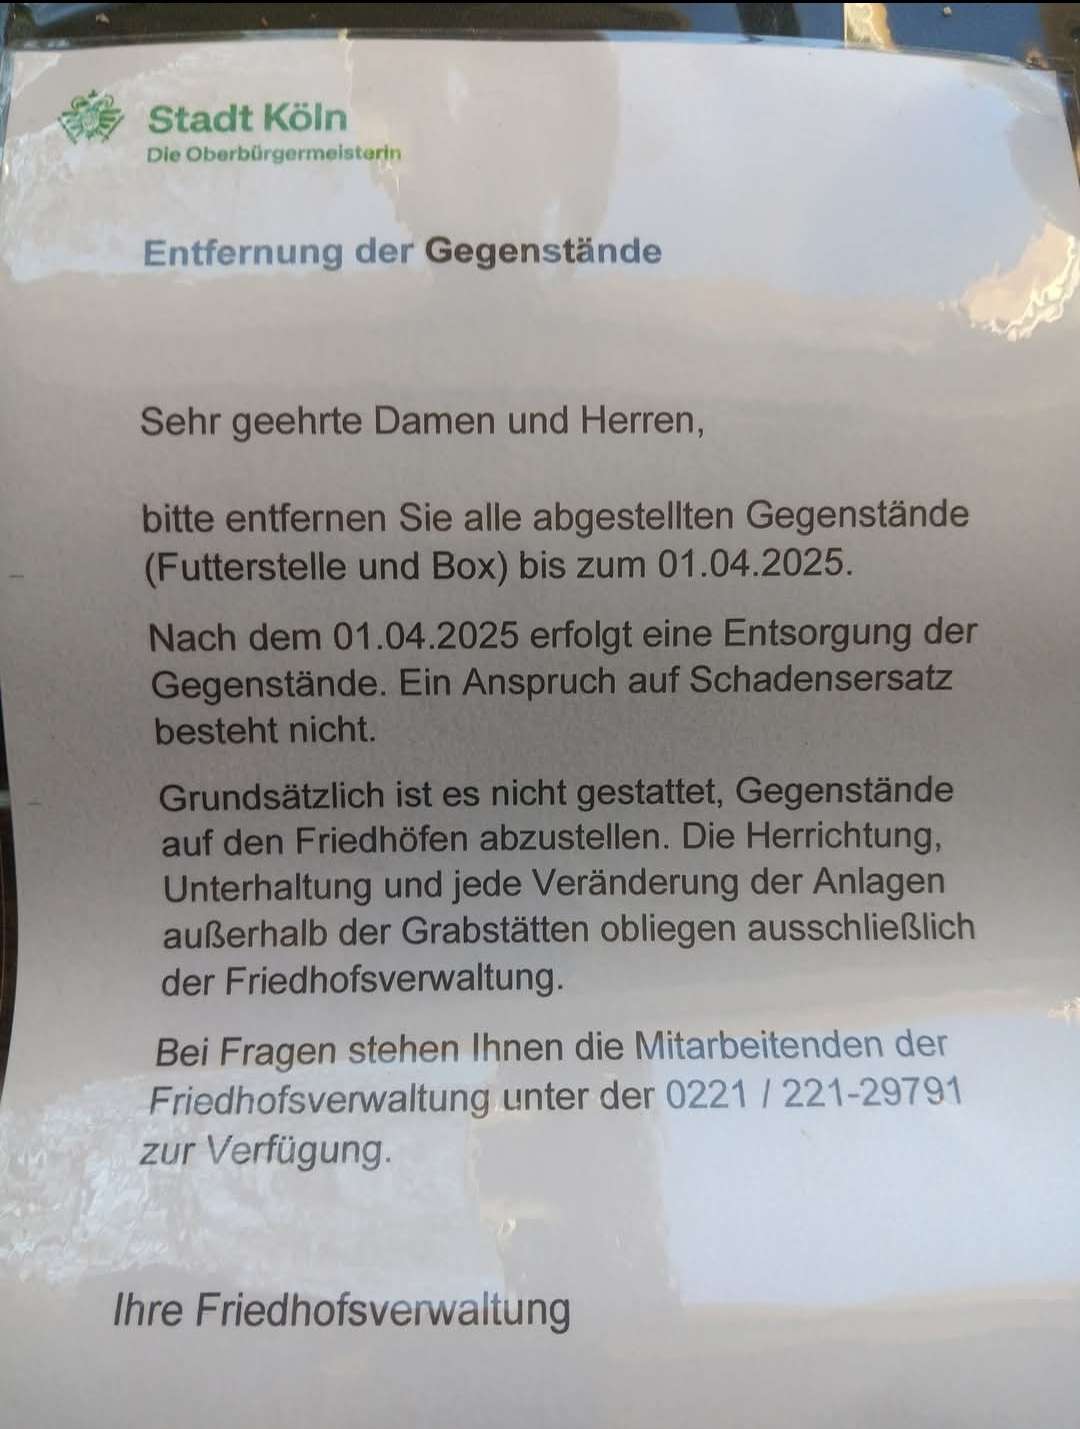 Stadt Köln
Die Oberbürgermeisterin
Entfernung der Gegenstände
Sehr geehrte Damen und Herren,
bitte entfernen Sie alle abgestellten Gegenstände
(Futterstelle und Box) bis zum 01.04.2025.
Nach dem 01.04.2025 erfolgt eine Entsorgung der
Gegenstände. Ein Anspruch auf Schadensersatz
besteht nicht.
Grundsätzlich ist es nicht gestattet, Gegenstände
auf den Friedhöfen abzustellen. Die Herrichtung,
Unterhaltung und jede Veränderung der Anlagen
außerhalb der Grabstätten obliegen ausschließlich
der Friedhofsverwaltung.
Bei Fragen stehen Ihnen die Mitarbeitenden der
Friedhofsverwaltung unter der 0221 / 221-29791
zur Verfügung.
Ihre Friedhofsverwaltung